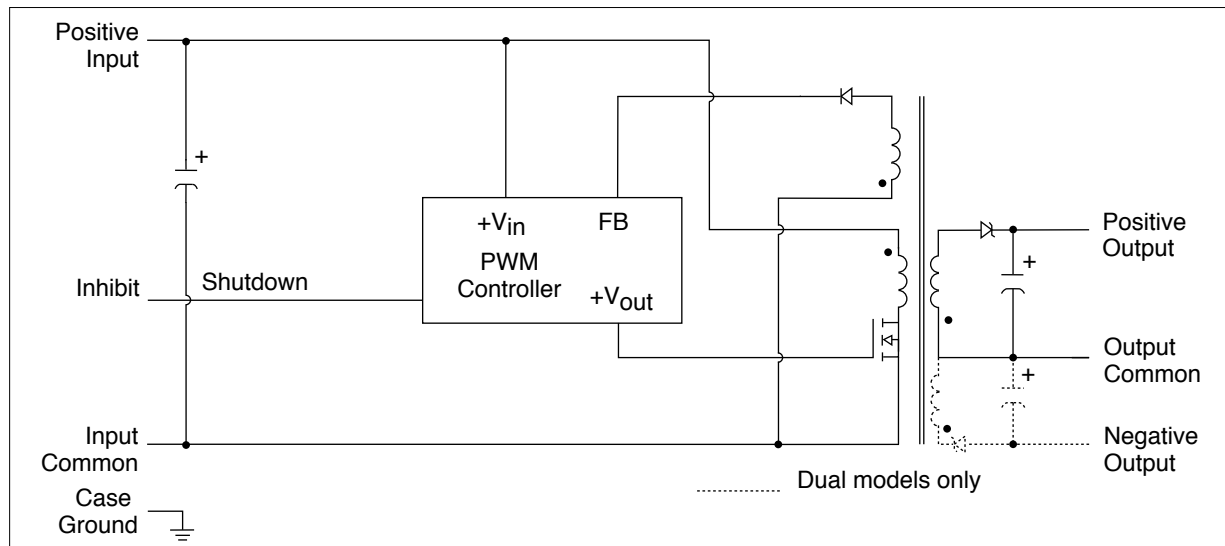 Positive
Input
+
+Vin
FB
PWM
Controller
+Vout
Inhibit
Shutdown
Positive
Output
+
Output
Common
+
Negative
Output
Input
Common
Dual models only
Case
Ground